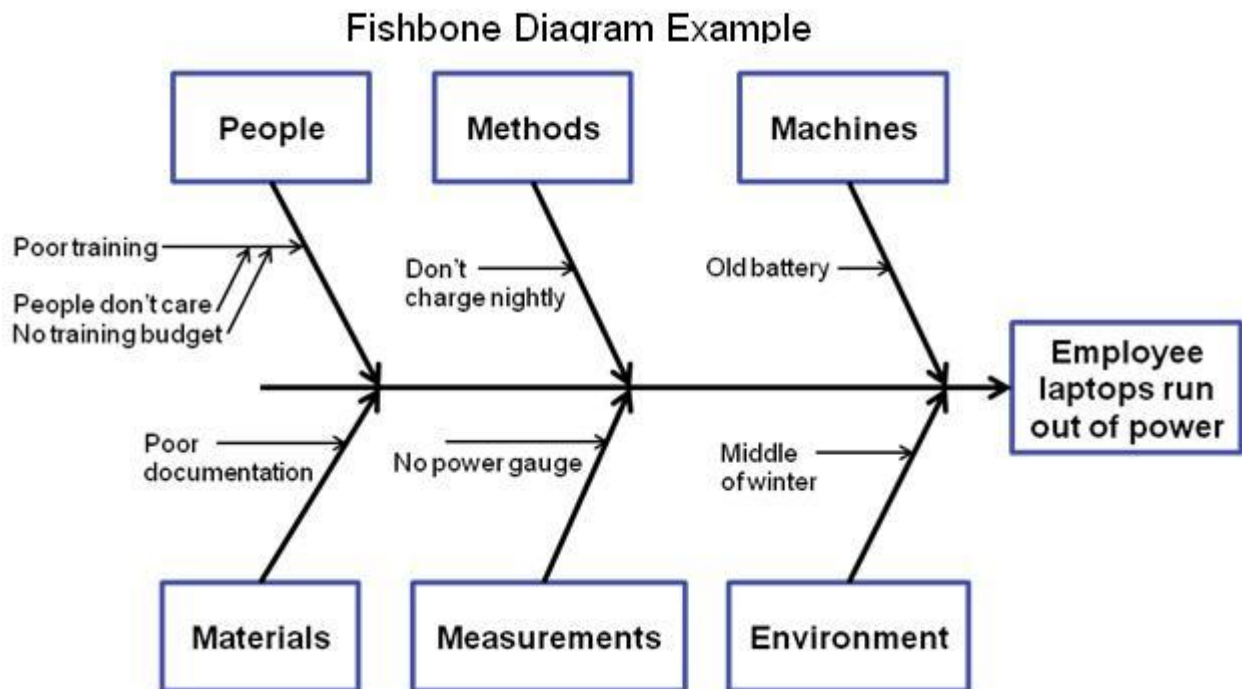 Fishbone Diagram Example
People
Methods
Machines
Poor training
People don't care
No training budget
Don't
charge nightly
Old battery
Employee
laptops run
out of power
Poor
documentation
No power gauge
Middle
of winter
Materials
Measurements
Environment